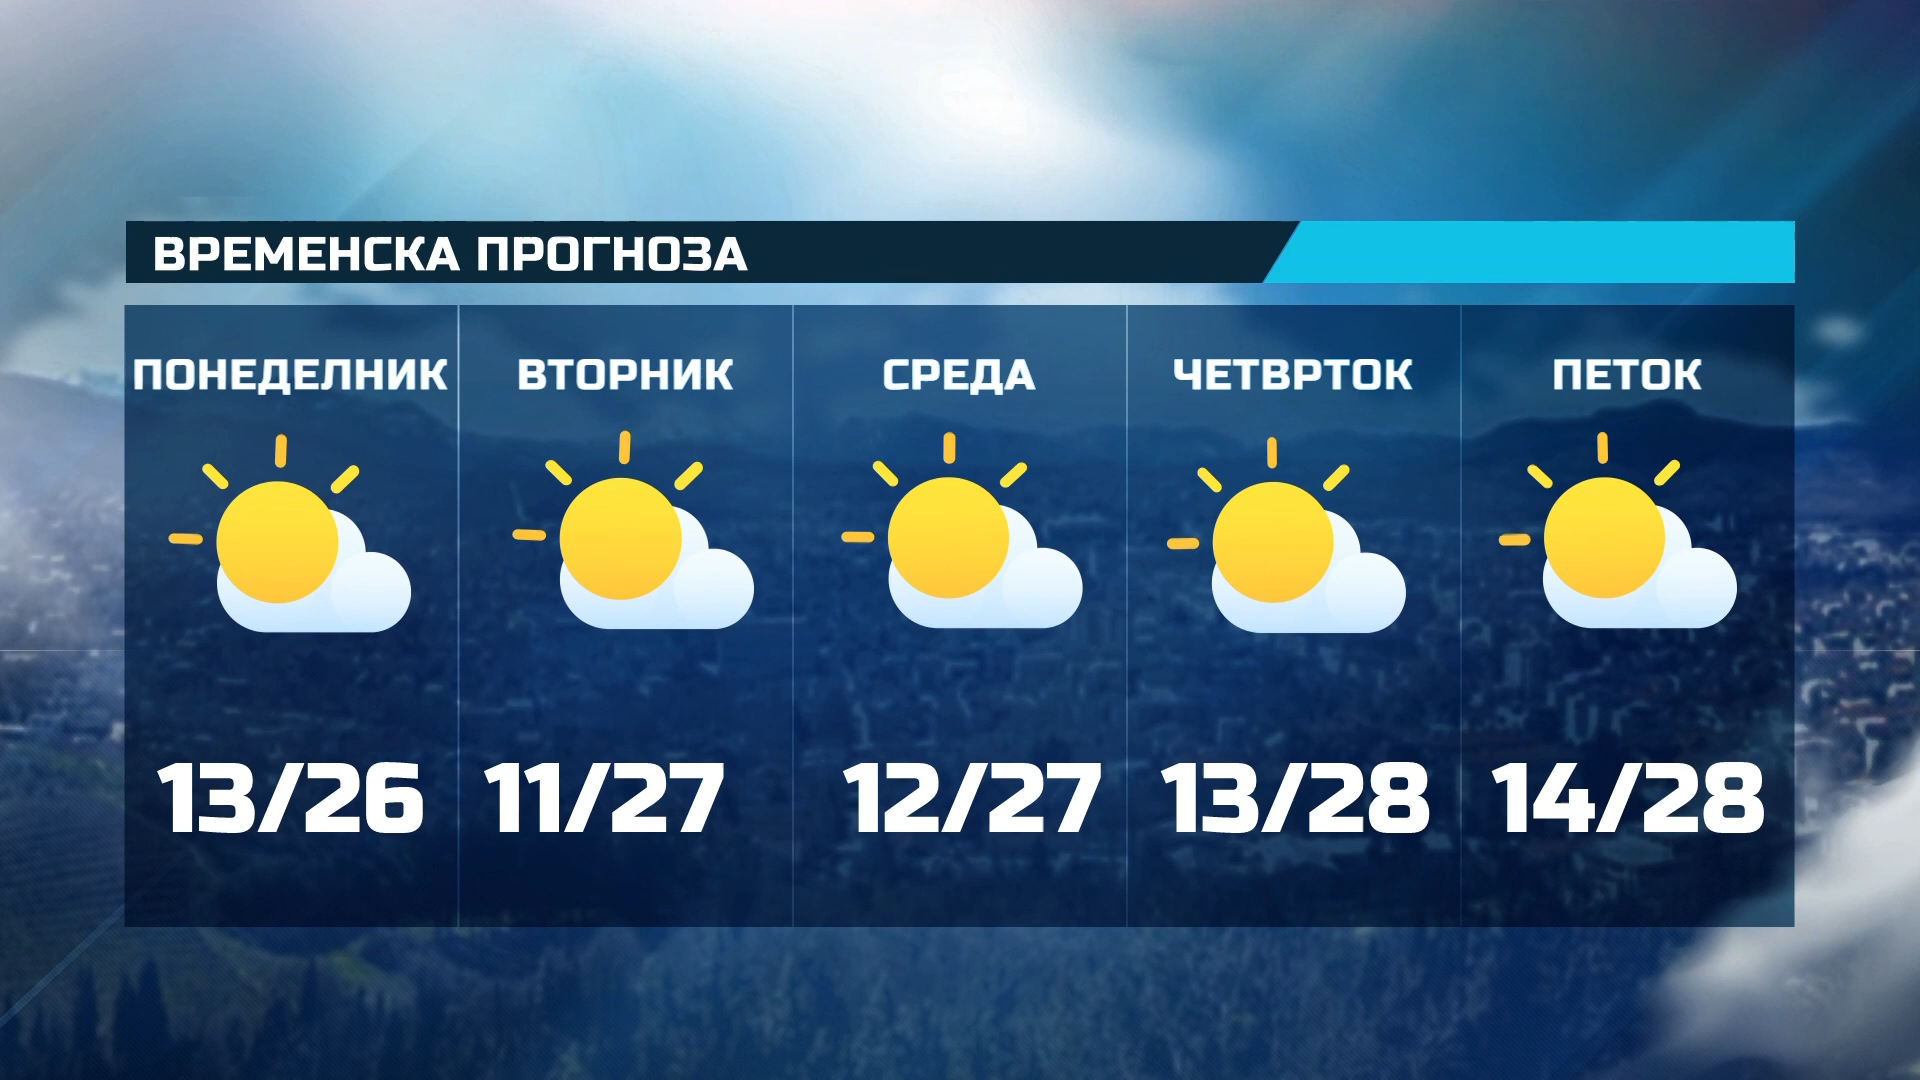 ВРЕМЕНСКА ПРОГНОЗА
ПОНЕДЕЛНИК
ВТОРНИК
СРЕДА
ЧЕТВРТОК
ПЕТОК
13/26
11/27
12/27
13/28
14/28